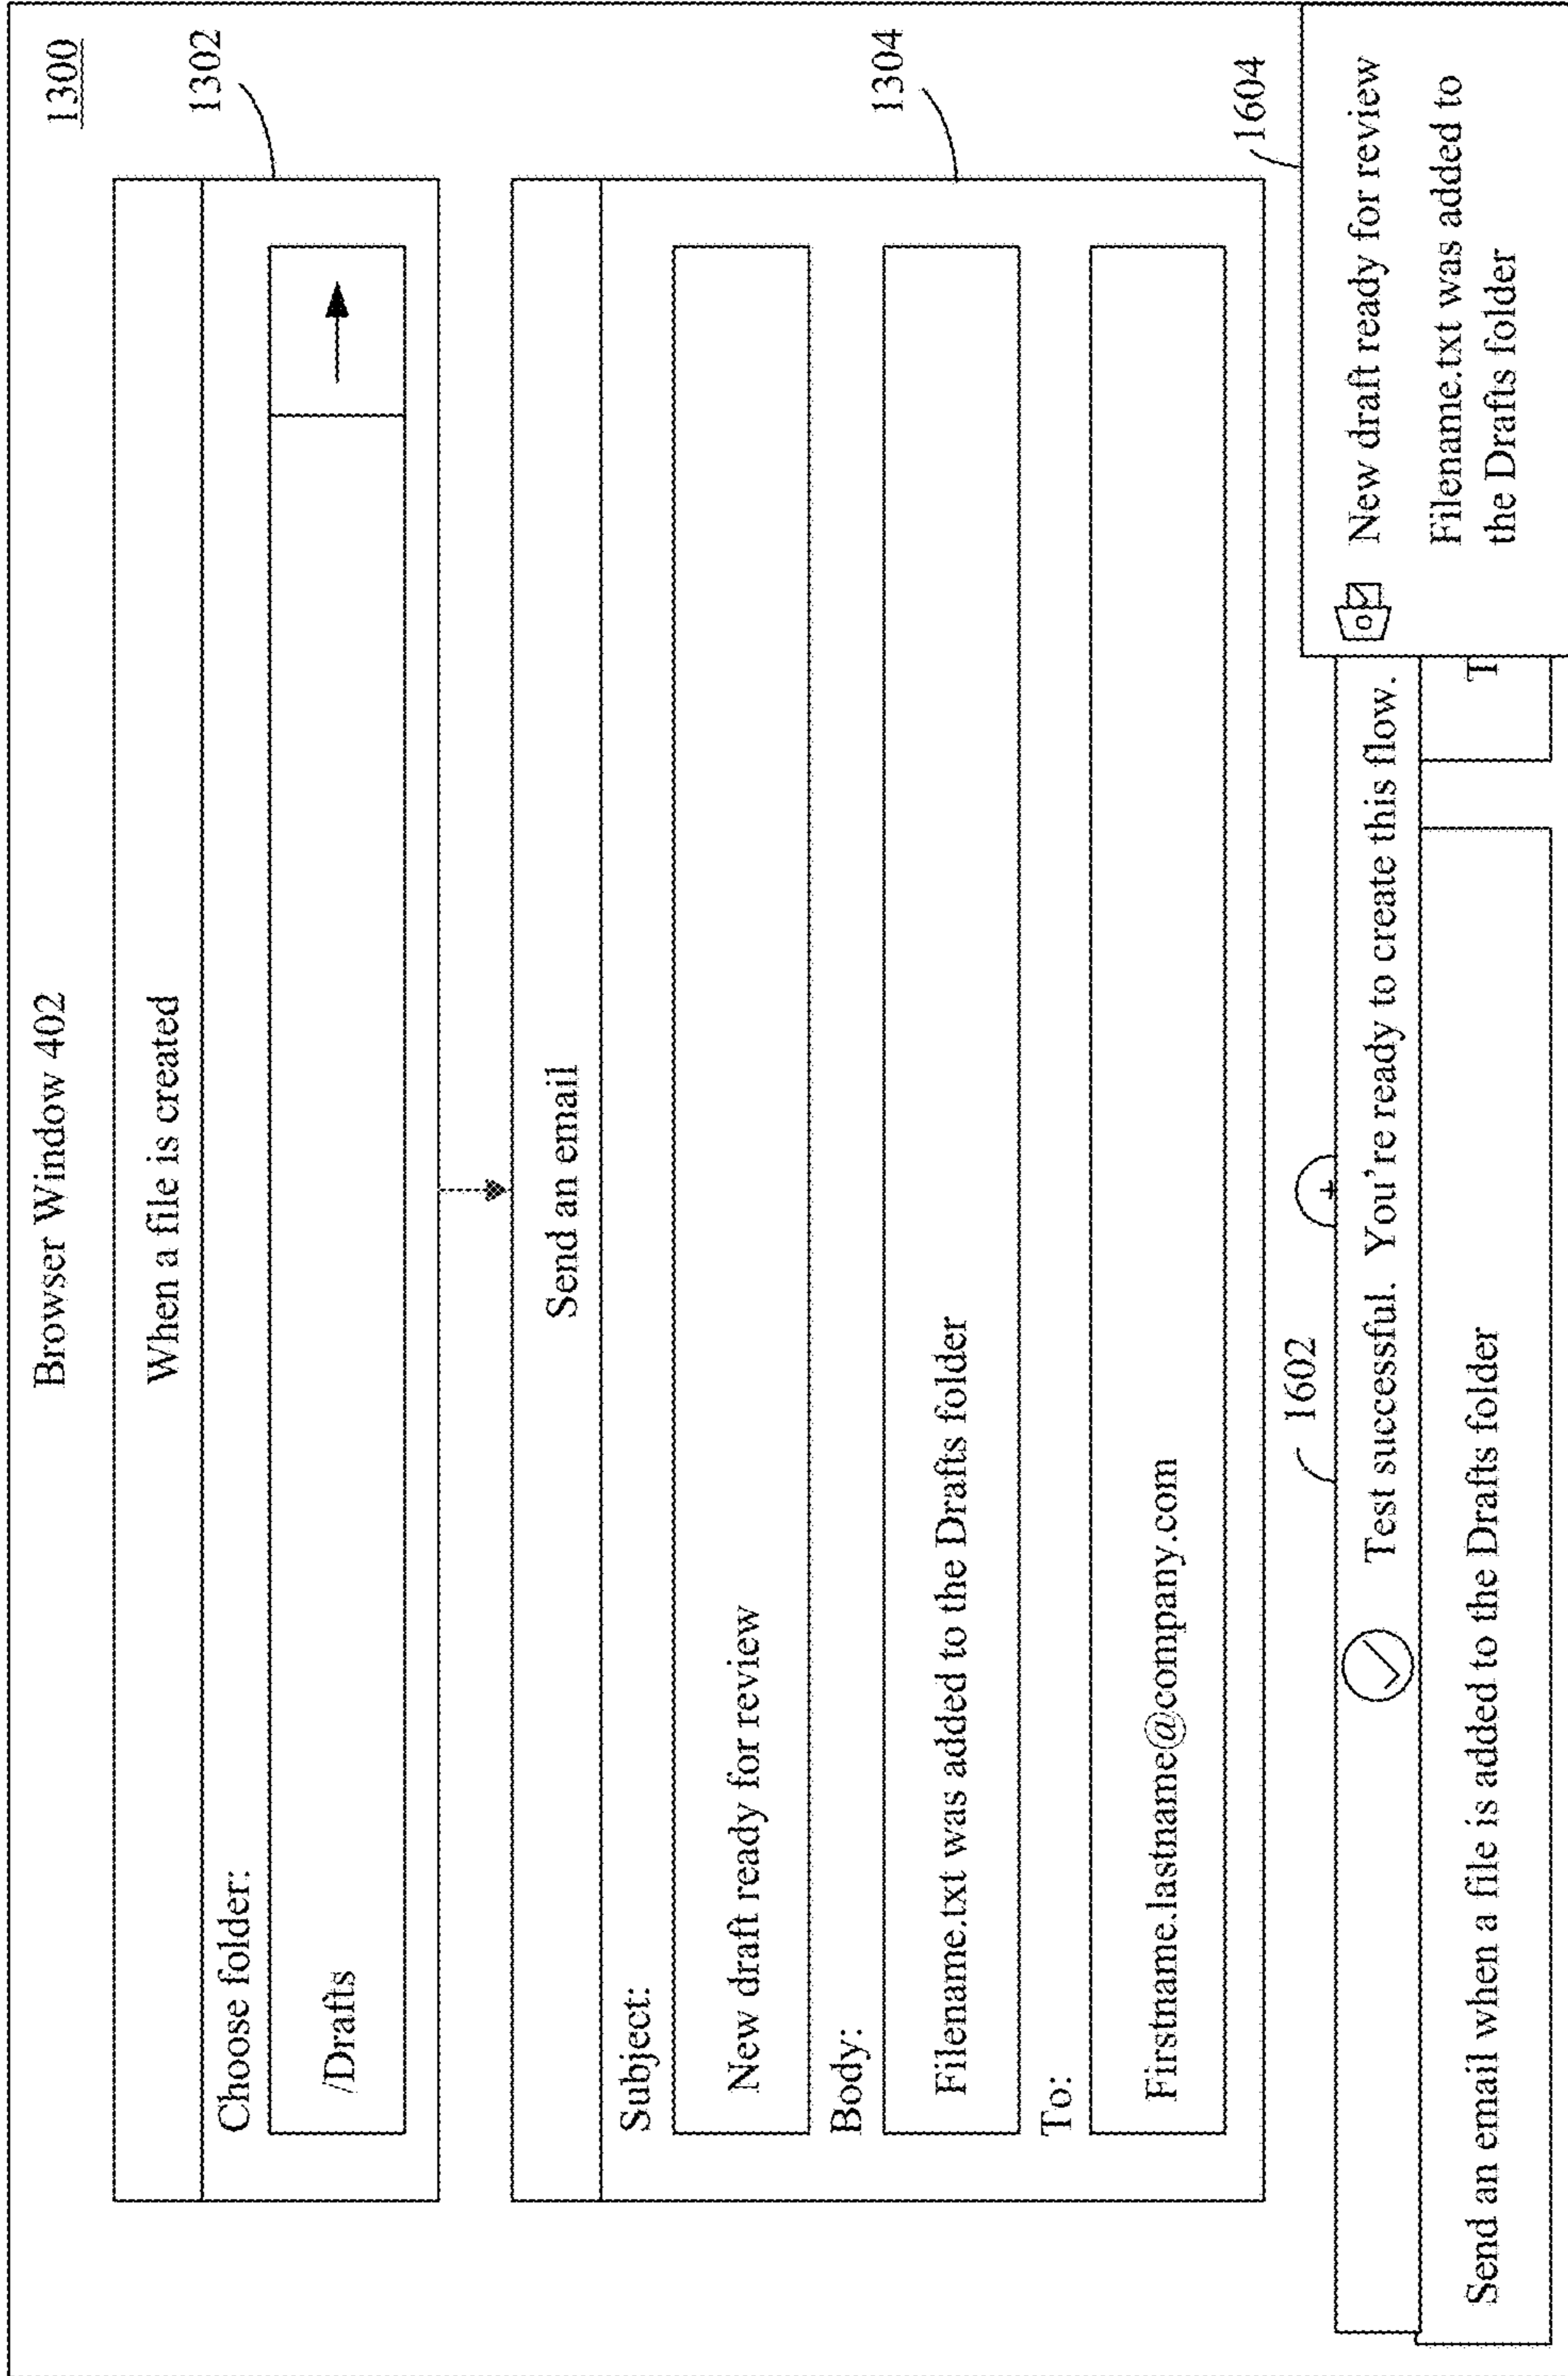 Browser Window 402
1300
When a file is created
1302
Choose folder:
/Drafts
Send an email
1304
Subject:
New draft ready for review
Body:
Filename.txt was added to the Drafts folder
To:
Firstname.lastname@company.com
1602
+
1604
Test successful. You're ready to create this flow.
Send an email when a file is added to the Drafts folder
T
o
New draft ready for review
Filename.txt was added to
the Drafts folder